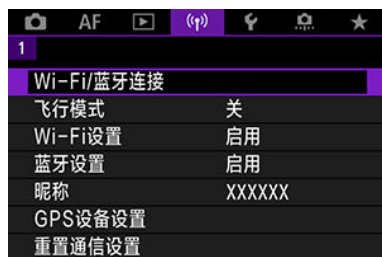 AF
1
Wi-Fi/蓝牙连接
飞行模式 关
Wi-Fi设置 启用
蓝牙设置 启用
昵称 XXXXXX
GPS设备设置
重置通信设置